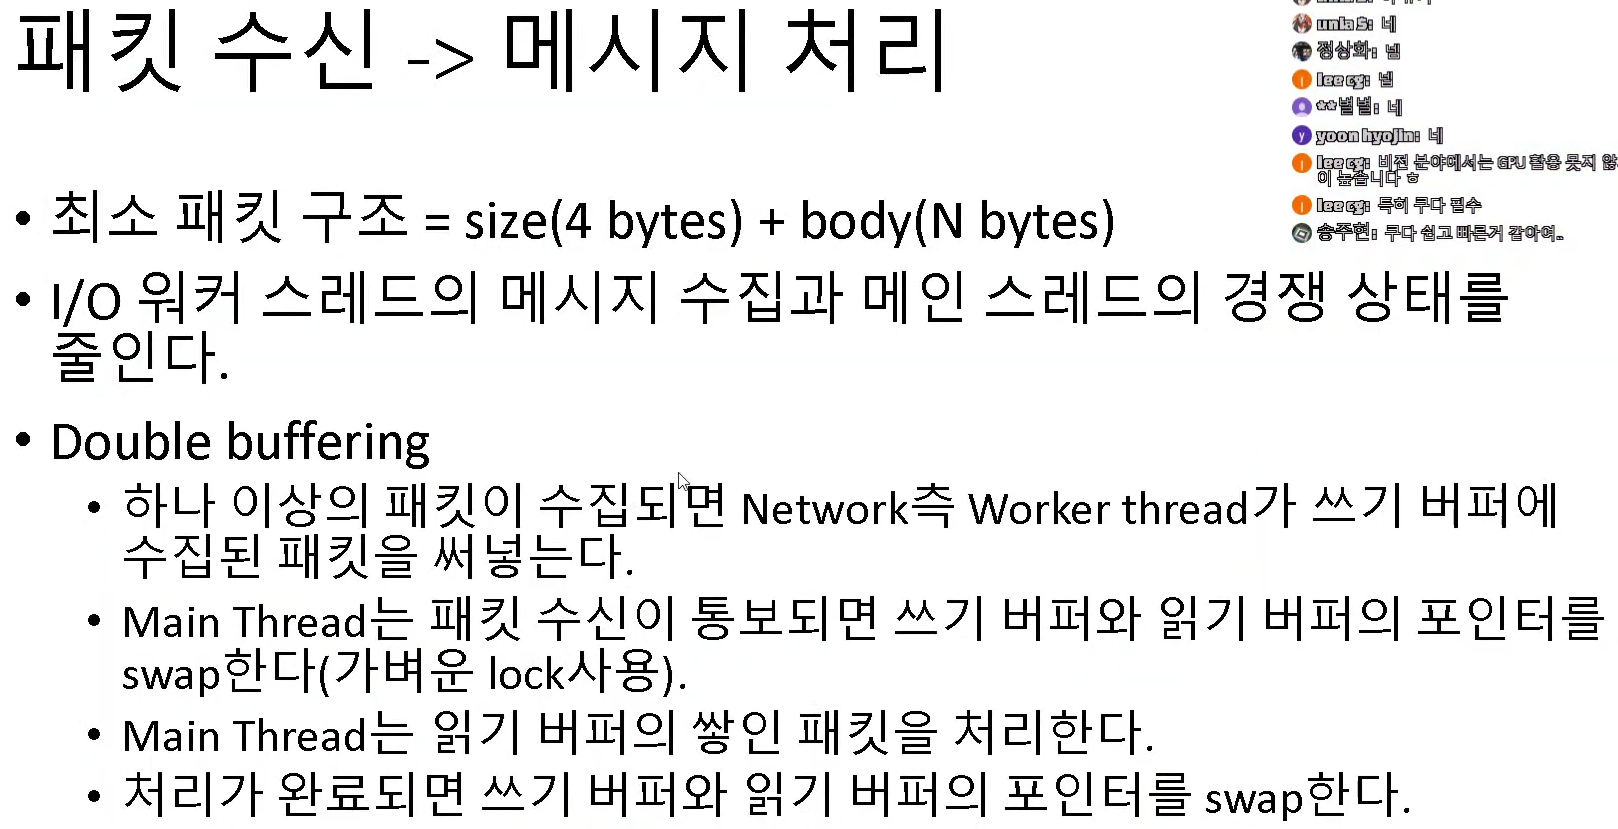 패킷 수신 -> 메시지 처리
• 최소 패킷 구조 = size(4 bytes) + body(N bytes)
• I/O 워커 스레드의 메시지 수집과 메인 스레드의 경쟁 상태를
줄인다.
• Double buffering
• 하나 이상의 패킷이 수집되면 Network측 Worker thread가 쓰기 버퍼에
수집된 패킷을 써넣는다.
• Main Thread는 패킷 수신이 통보되면 쓰기 버퍼와 읽기 버퍼의 포인터를
swap한다(가벼운 lock사용).
• Main Thread는 읽기 버퍼의 쌓인 패킷을 처리한다.
• 처리가 완료되면 쓰기 버퍼와 읽기 버퍼의 포인터를 swap한다.
네
정상화: 넵
lee cg: 넵
**별별: 네
y
yoon hyojin: 네
lee cg: 비전 분야에서는 GPU 활용 못지 않
이 높습니다 ㅎ
lee cg: 특히 쿠다 필수
송주현: 쿠다 쉽고 빠른거 같아여..